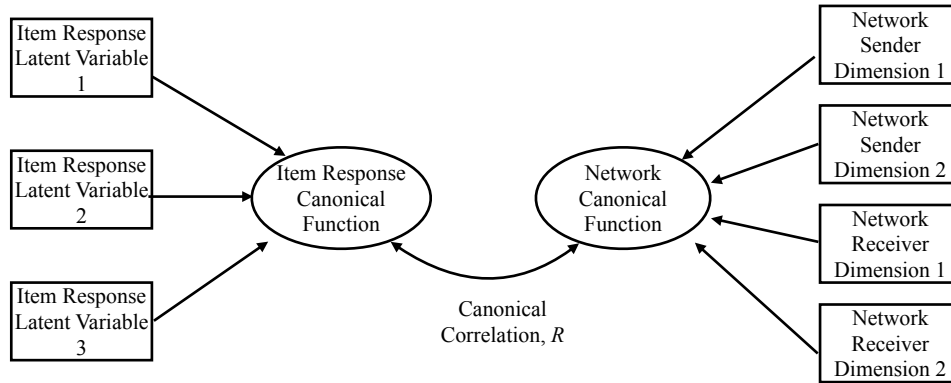 Item Response
Latent Variable
1
Item Response
Latent Variable
2
Item Response
Latent Variable
3
Item Response
Canonical
Function
Canonical
Correlation, R
Network
Canonical
Function
Network
Sender
Dimension 1
Network
Sender
Dimension 2
Network
Receiver
Dimension 1
Network
Receiver
Dimension 2